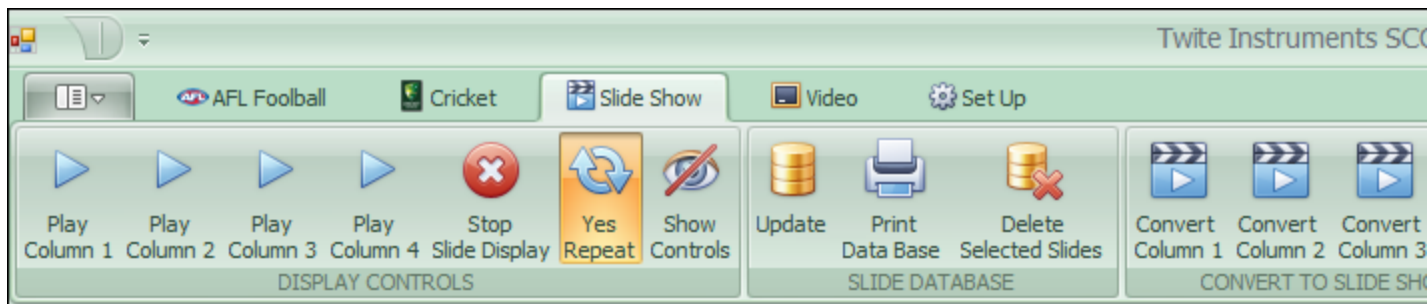 Twite Instruments
AFL Foolball Cricket Slide Show Video Set Up
Play Column 1
Play Column 2
Play Column 3
Play Column 4
Stop Slide Display
Yes Repeat
Show Controls
Update
Print Data Base
Delete Selected Slides
Convert Column 1
Convert Column 2
Convert Column 3
DISPLAY CONTROLS
SLIDE DATABASE
CONVERT TO SLIDE